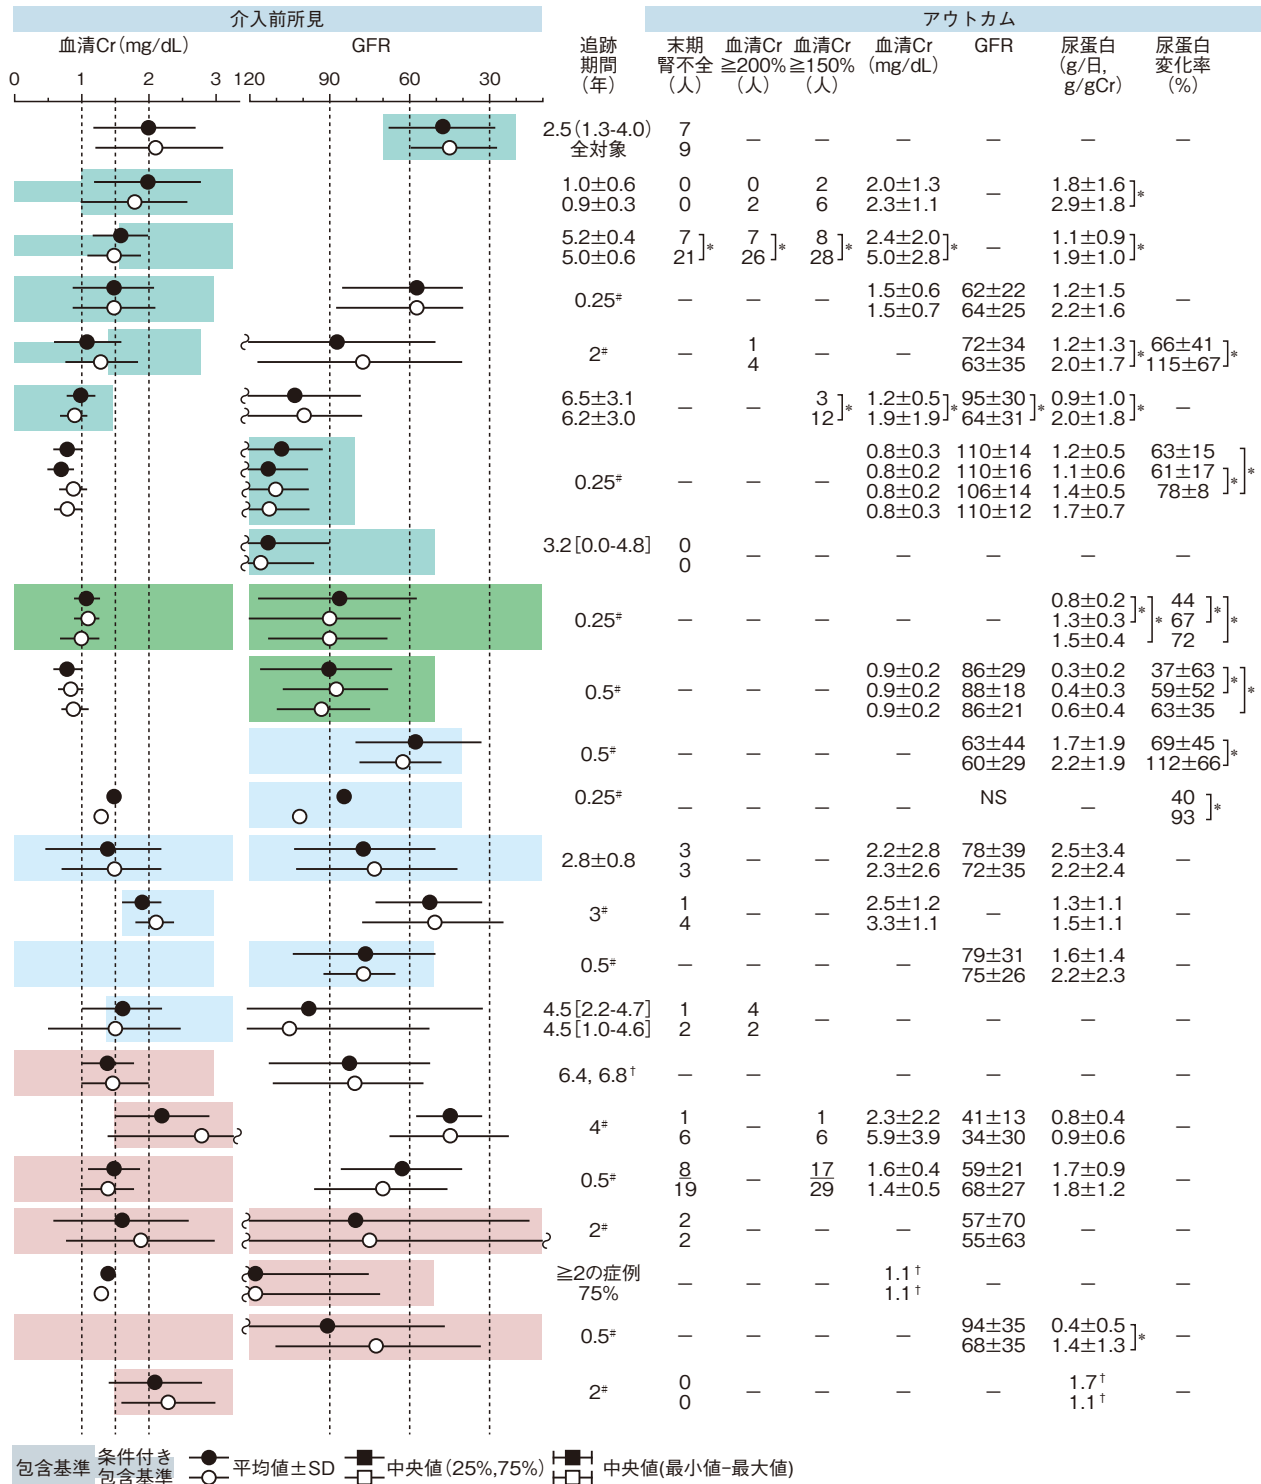 介入前所見 アウトカム
血清Cr(mg/dL) GFR 追跡期間(年) 末期腎不全(人) 血清Cr≧200%(人) 血清Cr≧150%(人) 血清Cr(mg/dL) GFR 尿蛋白(g/日, g/gCr) 尿蛋白変化率(%)
0 1 2 3 120 90 60 30
2.5(1.3-4.0) 7
全対象 9 — — — — — —
1.0±0.6 0 0 2 2.0±1.3 — 1.8±1.6
0.9±0.3 0 2 6 2.3±1.1 2.9±1.8 *
5.2±0.4 7 7 8 2.4±2.0 — 1.1±0.9
5.0±0.6 21 * 26 * 28 * 5.0±2.8 * 1.9±1.0 *
0.25# — — — 1.5±0.6 62±22 1.2±1.5 —
1.5±0.7 64±25 2.2±1.6
2# — 1 — — 72±34 1.2±1.3 66±41
4 63±35 2.0±1.7 * 115±67 *
6.5±3.1 — — 3 1.2±0.5 95±30 0.9±1.0 —
6.2±3.0 12 * 1.9±1.9 * 64±31 * 2.0±1.8 *
0.8±0.3 110±14 1.2±0.5 63±15
0.25# — — — 0.8±0.2 110±16 1.1±0.6 61±17 *
0.8±0.2 106±14 1.4±0.5 78±8 *
0.8±0.3 110±12 1.7±0.7
3.2[0.0-4.8] 0
0 — — — — — —
0.8±0.2 44
0.25# — — — — — 1.3±0.3 * 67 *
1.5±0.4 * 72 *
0.9±0.2 86±29 0.3±0.2 37±63
0.5# — — — 0.9±0.2 88±18 0.4±0.3 59±52 *
0.9±0.2 86±21 0.6±0.4 63±35 *
0.5# — — — — 63±44 1.7±1.9 69±45
60±29 2.2±1.9 112±66 *
0.25# — — — — NS — 40
93 *
2.8±0.8 3 — — 2.2±2.8 78±39 2.5±3.4 —
3 2.3±2.6 72±35 2.2±2.4
3# 1 — — 2.5±1.2 — 1.3±1.1 —
4 3.3±1.1 1.5±1.1
0.5# — — — — 79±31 1.6±1.4 —
75±26 2.2±2.3
4.5[2.2-4.7] 1 4
4.5[1.0-4.6] 2 2 — — — — —
6.4, 6.8† — — — — — — —
4# 1 — 1 2.3±2.2 41±13 0.8±0.4 —
6 6 5.9±3.9 34±30 0.9±0.6
0.5# 8 — 17 1.6±0.4 59±21 1.7±0.9 —
19 29 1.4±0.5 68±27 1.8±1.2
2# 2 — — — 57±70 — —
2 55±63
≧2の症例 1.1†
75% — — — 1.1† — — —
0.5# — — — — 94±35 0.4±0.5 —
68±35 1.4±1.3 *
2# 0 — — — — 1.7† —
0 1.1†
包含基準 条件付き包含基準 平均値±SD 中央値(25%,75%) 中央値(最小値−最大値)